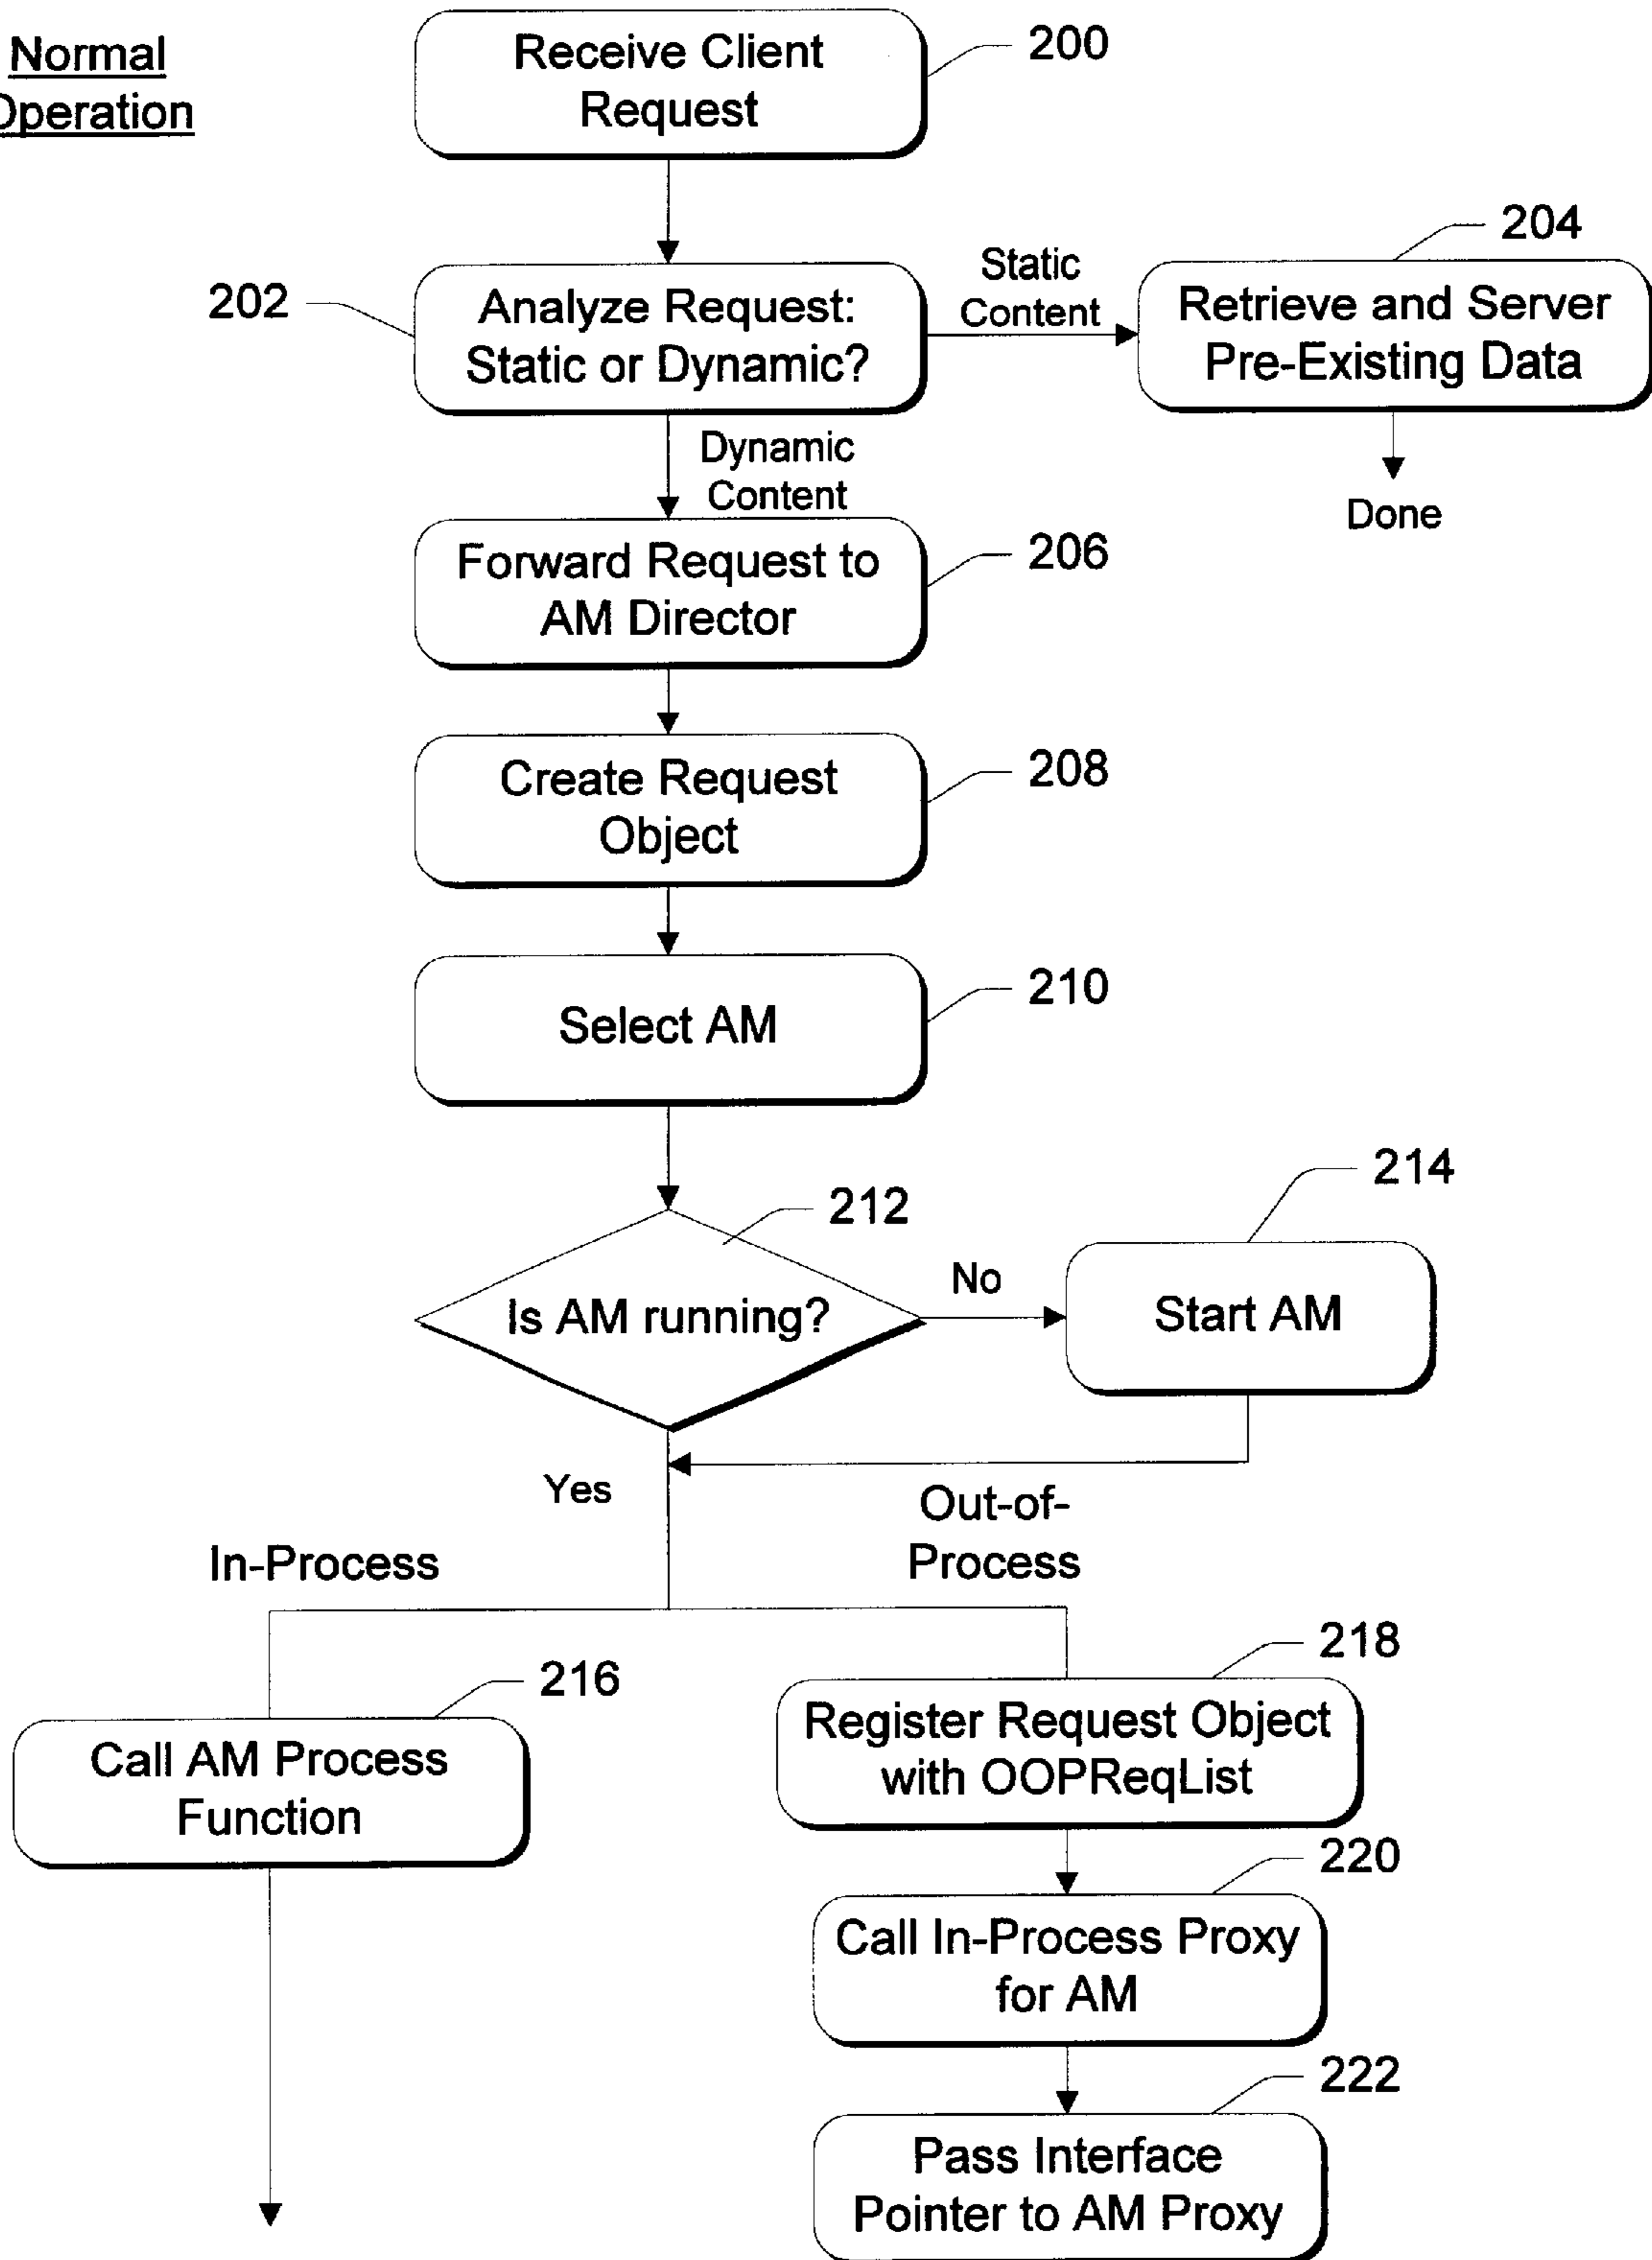 Normal
Operation
Receive Client
Request
200
202
Analyze Request:
Static or Dynamic?
Static
Content
204
Retrieve and Server
Pre-Existing Data
Done
Dynamic
Content
Forward Request to
AM Director
206
Create Request
Object
208
Select AM
210
Is AM running?
212
No
214
Start AM
Yes
In-Process
Out-of-
Process
216
Call AM Process
Function
218
Register Request Object
with OOPReqList
220
Call In-Process Proxy
for AM
222
Pass Interface
Pointer to AM Proxy